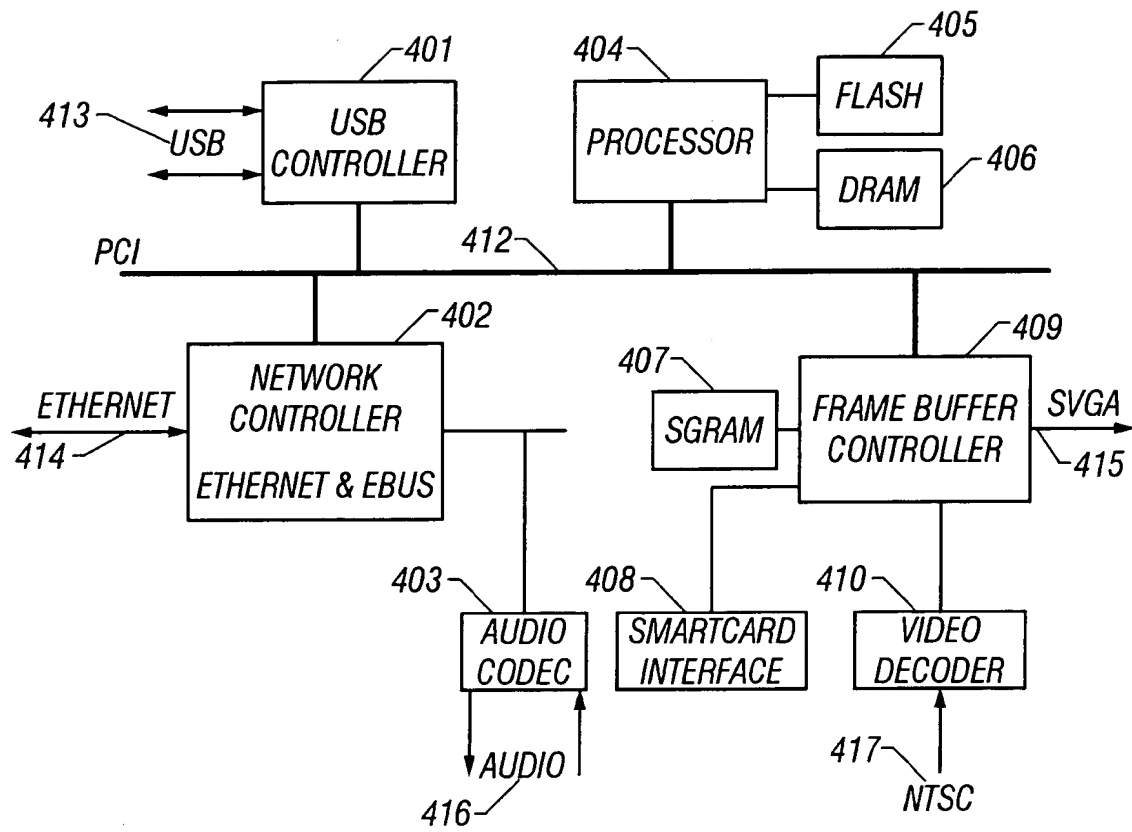 401
404
405
FLASH
413
USB
USB
CONTROLLER
PROCESSOR
DRAM
406
PCI
412
402
409
ETHERNET
414
NETWORK
CONTROLLER
ETHERNET & EBUS
407
SGRAM
FRAME BUFFER
CONTROLLER
SVGA
415
403
AUDIO
CODEC
408
SMARTCARD
INTERFACE
410
VIDEO
DECODER
AUDIO
416
417
NTSC